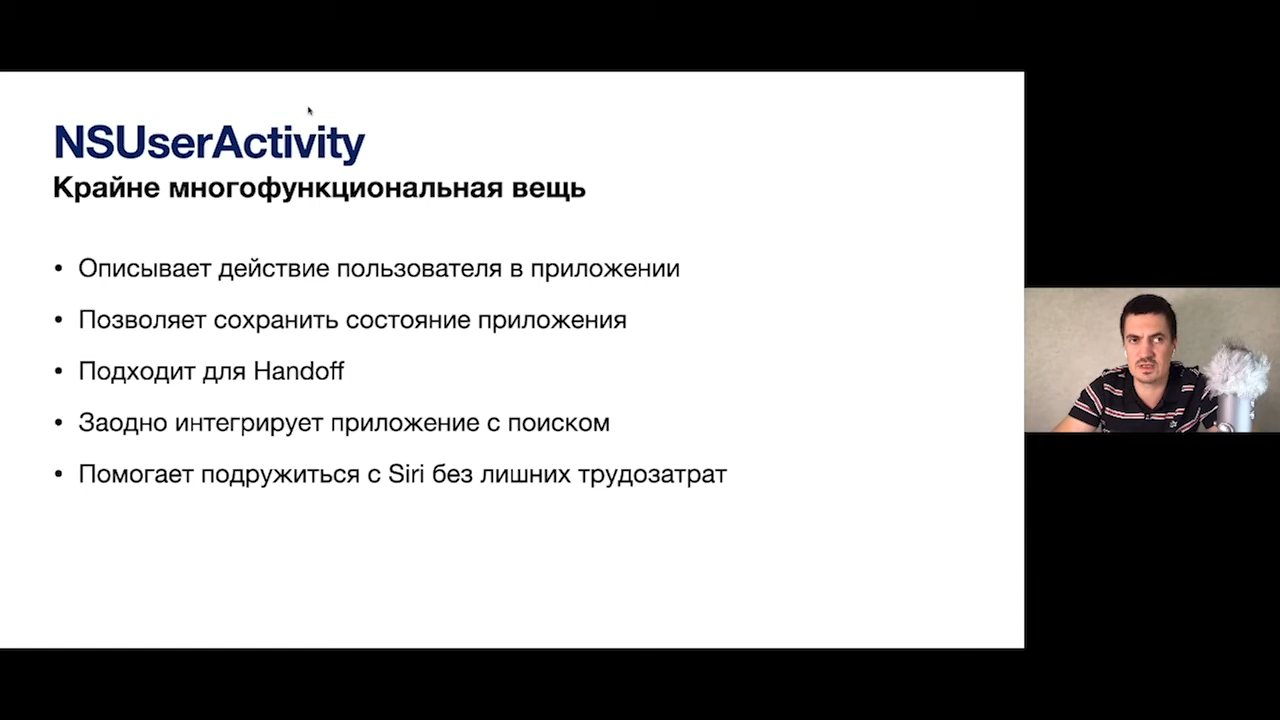 NSUserActivity
Крайне многофункциональная вещь
• Описывает действие пользователя в приложении
• Позволяет сохранить состояние приложения
• Подходит для Handoff
• Заодно интегрирует приложение с поиском
• Помогает подружиться с Siri без лишних трудозатрат